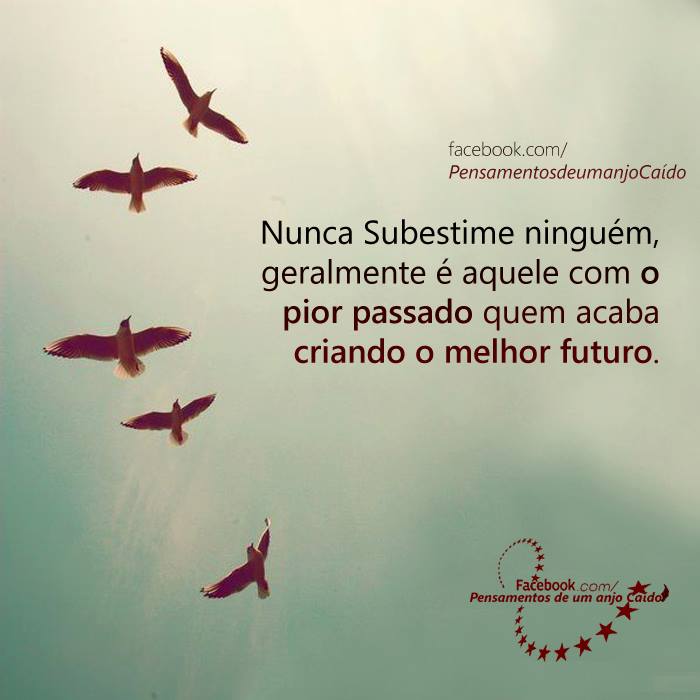 facebook.com/
PensamentosdeumanjoCaído
Nunca Subestime ninguém,
geralmente é aquele com o
pior passado quem acaba
criando o melhor futuro.
Facebook.com/
Pensamentos de um anjo Caído